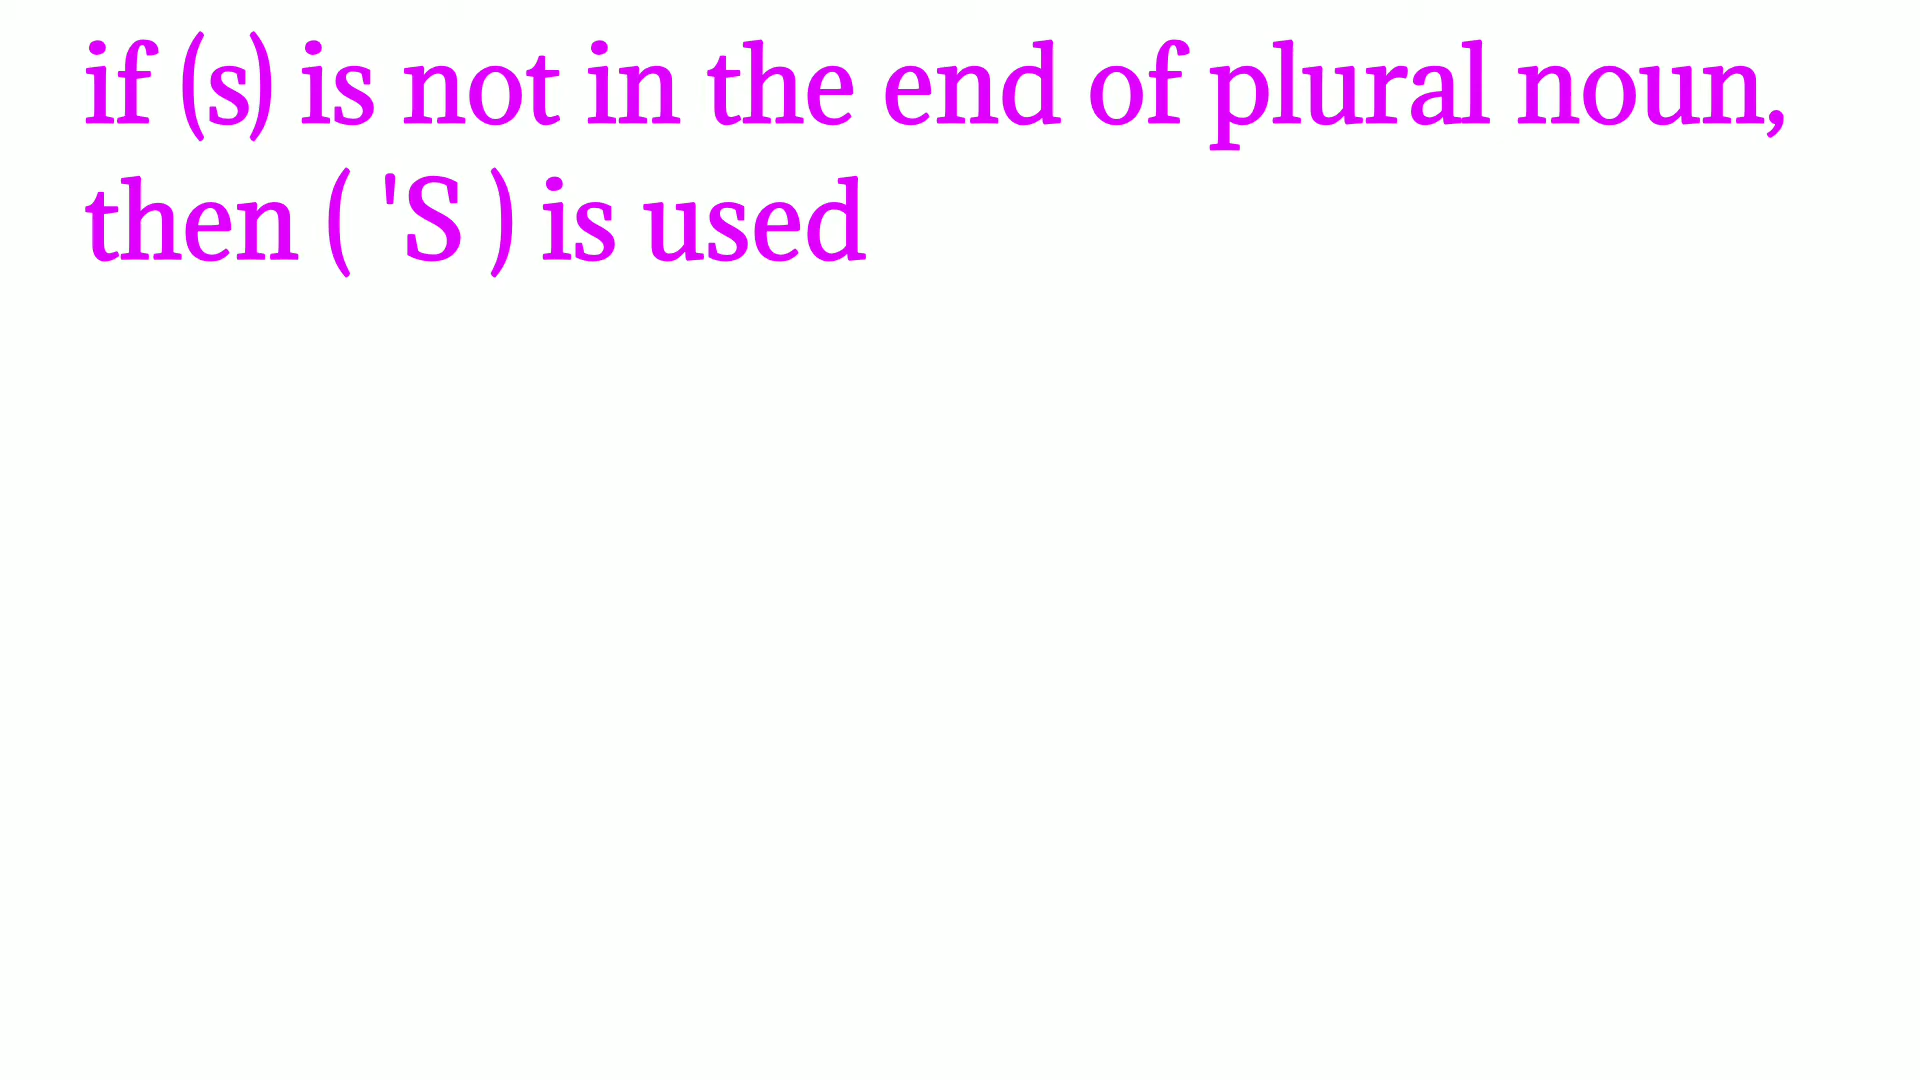 if (s) is not in the end of plural noun,
then ( 'S ) is used